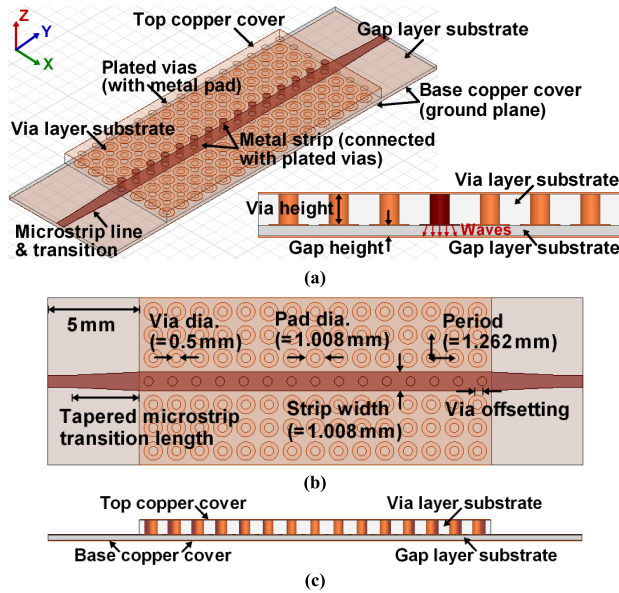 Z
Y
X
Top copper cover
Gap layer substrate
Plated vias
(with metal pad)
Base copper cover
(ground plane)
Via layer substrate
Metal strip (connected
with plated vias)
Via layer substrate
Via height
Microstrip line
& transition
Waves
Gap height
Gap layer substrate
(a)
5mm
Via dia.
(=0.5mm)
Pad dia.
(=1.008mm)
Period
(=1.262mm)
Tapered microstrip
transition length
Strip width
(=1.008mm)
Via offsetting
(b)
Top copper cover
Via layer substrate
Base copper cover
Gap layer substrate
(c)